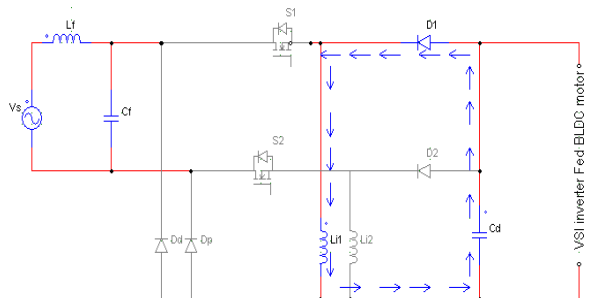 S1
Lf
D1
Vs
Cf
S2
D2
Dd
Dp
Li1
Li2
Cd
VSI inverter Fed BLDC motor